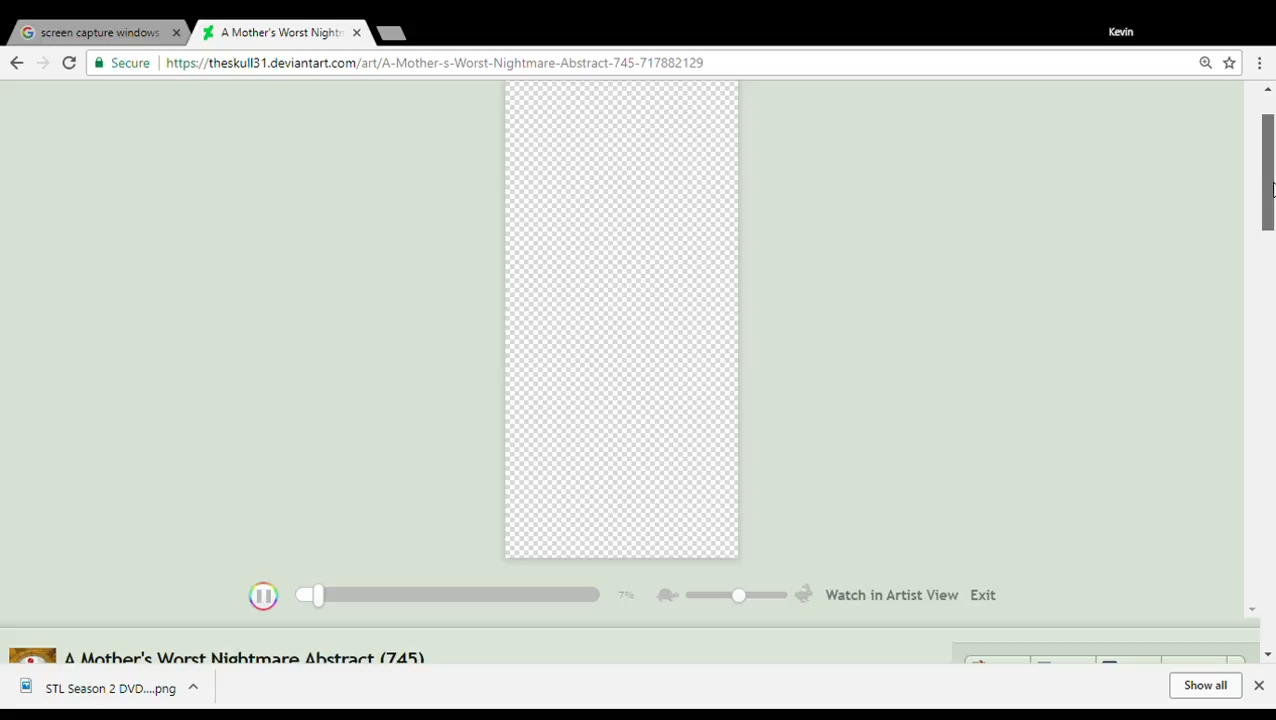 screen capture windows
A Mother's Worst Nightm
Kevin
Secure
https://theskull31.deviantart.com/art/A-Mother-s-Worst-Nightmare-Abstract-745-717882129
7%
Watch in Artist View
Exit
A Mother's Worst Nightmare Abstract (745)
STL Season 2 DVD....png
Show all